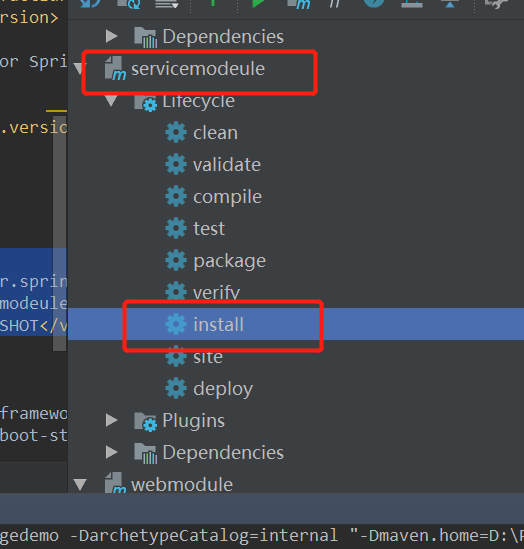 ersion>
Dependencies
servicemodeule
or Spri
Lifecycle
clean
.versio
validate
compile
test
package
r.sprin
verify
modeule
SHOT</v
install
site
deploy
framewo
Plugins
boot-st
Dependencies
webmodule
gedemo -DarchetypeCatalog=internal "-Dmaven.home=D:\P